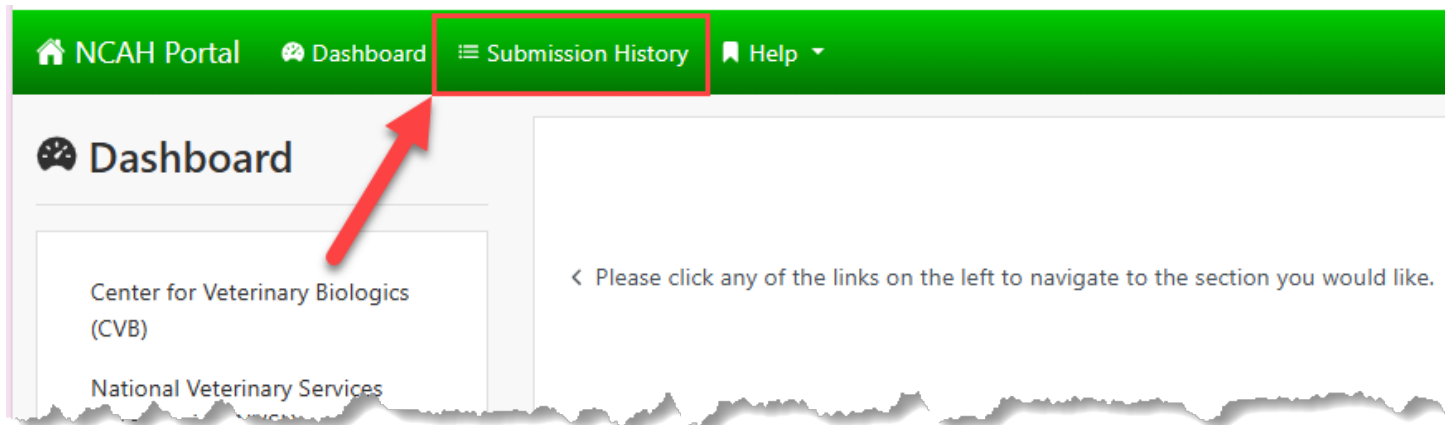 NCAH Portal Dashboard Submission History Help
Dashboard
Center for Veterinary Biologics
(CVB)
National Veterinary Services
Please click any of the links on the left to navigate to the section you would like.